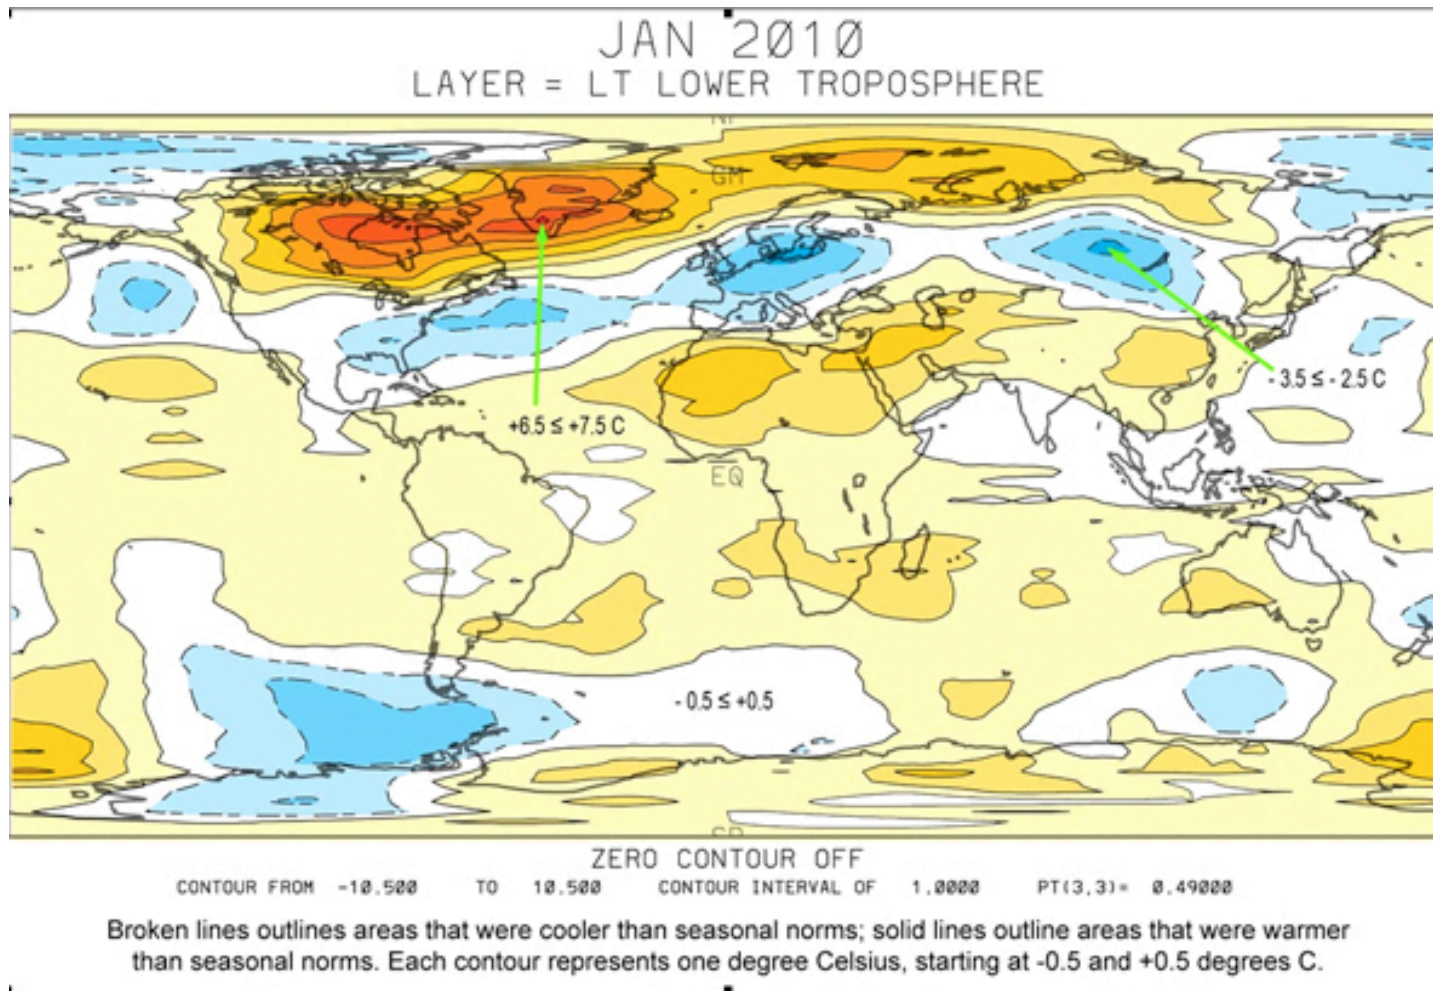 JAN 2010
LAYER = LT LOWER TROPOSPHERE
NP
GM
- 3.5 ≤ - 2.5 C
+6.5 ≤ +7.5 C
EQ
- 0.5 ≤ +0.5
SP
ZERO CONTOUR OFF
CONTOUR FROM -10.500 TO 10.500 CONTOUR INTERVAL OF 1.0000 PT(3,3)= 0.49000
Broken lines outlines areas that were cooler than seasonal norms; solid lines outline areas that were warmer
than seasonal norms. Each contour represents one degree Celsius, starting at -0.5 and +0.5 degrees C.